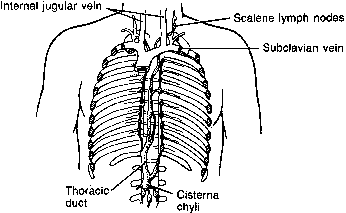 Internal jugular vein
Scalene lymph nodes
Subclavian vein
Thoracic
duct
Cisterna
chyli